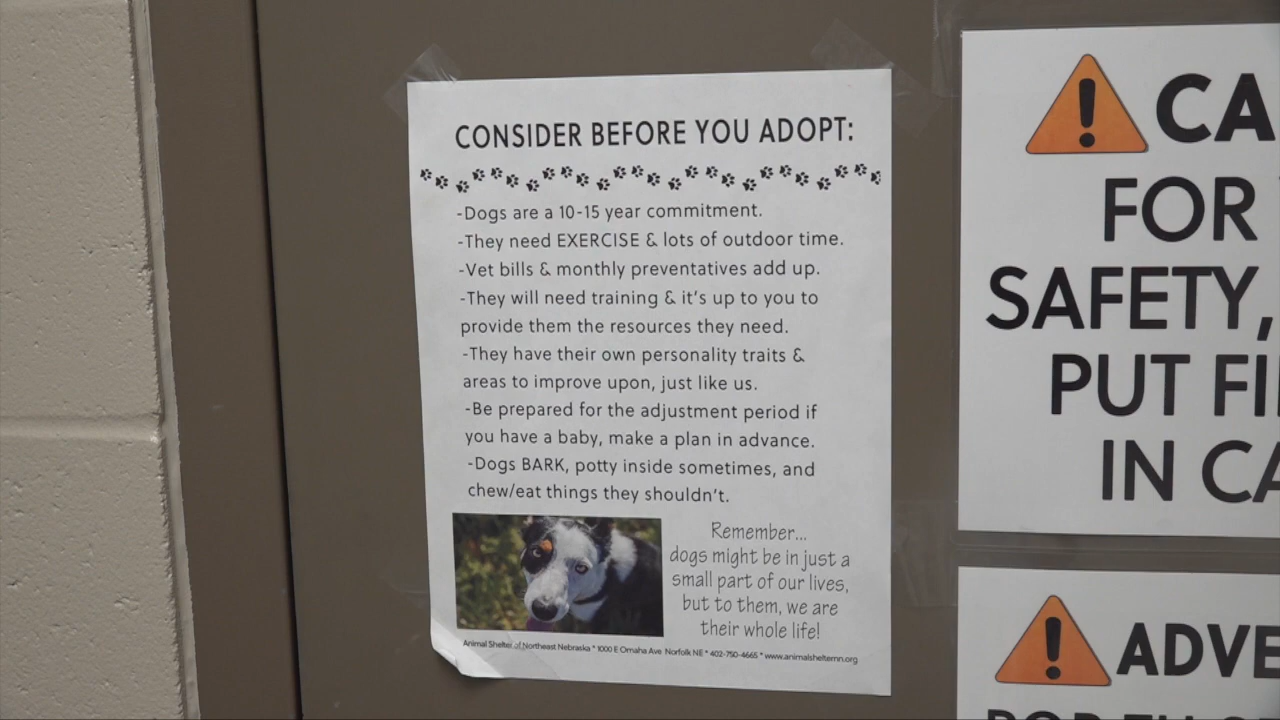 CONSIDER BEFORE YOU ADOPT:
-Dogs are a 10-15 year commitment.
-They need EXERCISE & lots of outdoor time.
-Vet bills & monthly preventatives add up.
-They will need training & it's up to you to
provide them the resources they need.
-They have their own personality traits &
areas to improve upon, just like us.
-Be prepared for the adjustment period if
you have a baby, make a plan in advance.
-Dogs BARK, potty inside sometimes, and
chew/eat things they shouldn't.
Remember...
dogs might be in just a
small part of our lives,
but to them, we are
their whole life!
Animal Shelter of Northeast Nebraska * 1000 E Omaha Ave Norfolk NE * 402-750-4665 * www.animalshelternn.org
CA
FOR
SAFETY,
PUT FI
IN CA
ADVE